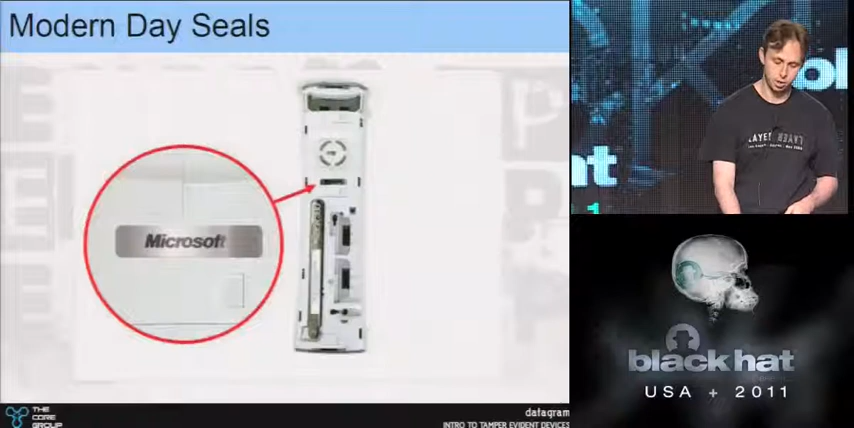 Modern Day Seals
Microsoft
THE
CORE
GROUP
datagram
INTRO TO TAMPER EVIDENT DEVICES
black hat
USA + 2011